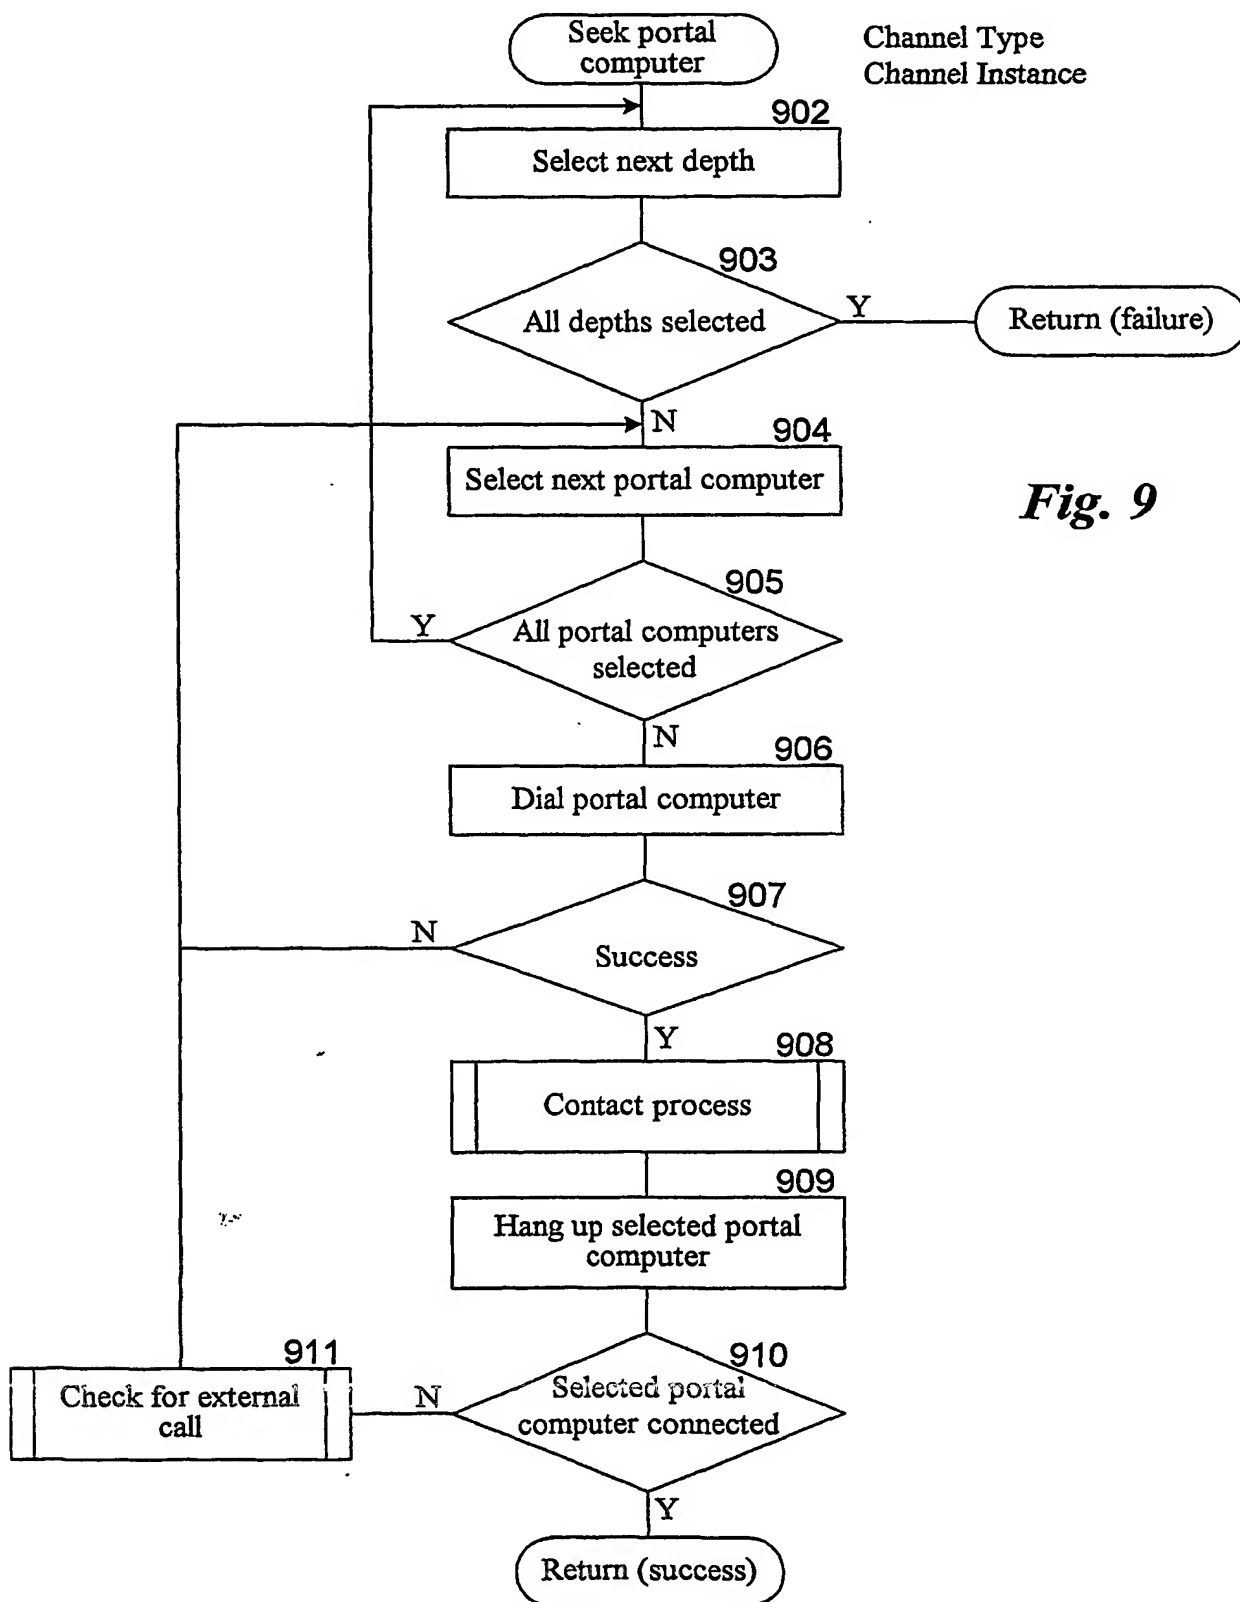 Seek portal
computer
Channel Type
Channel Instance
902
Select next depth
903
All depths selected
Y
Return (failure)
N
904
Select next portal computer
Fig. 9
905
Y
All portal computers
selected
N
906
Dial portal computer
907
N
Success
Y
908
Contact process
909
Hang up selected portal
computer
911
910
Check for external
call
N
Selected portal
computer connected
Y
Return (success)